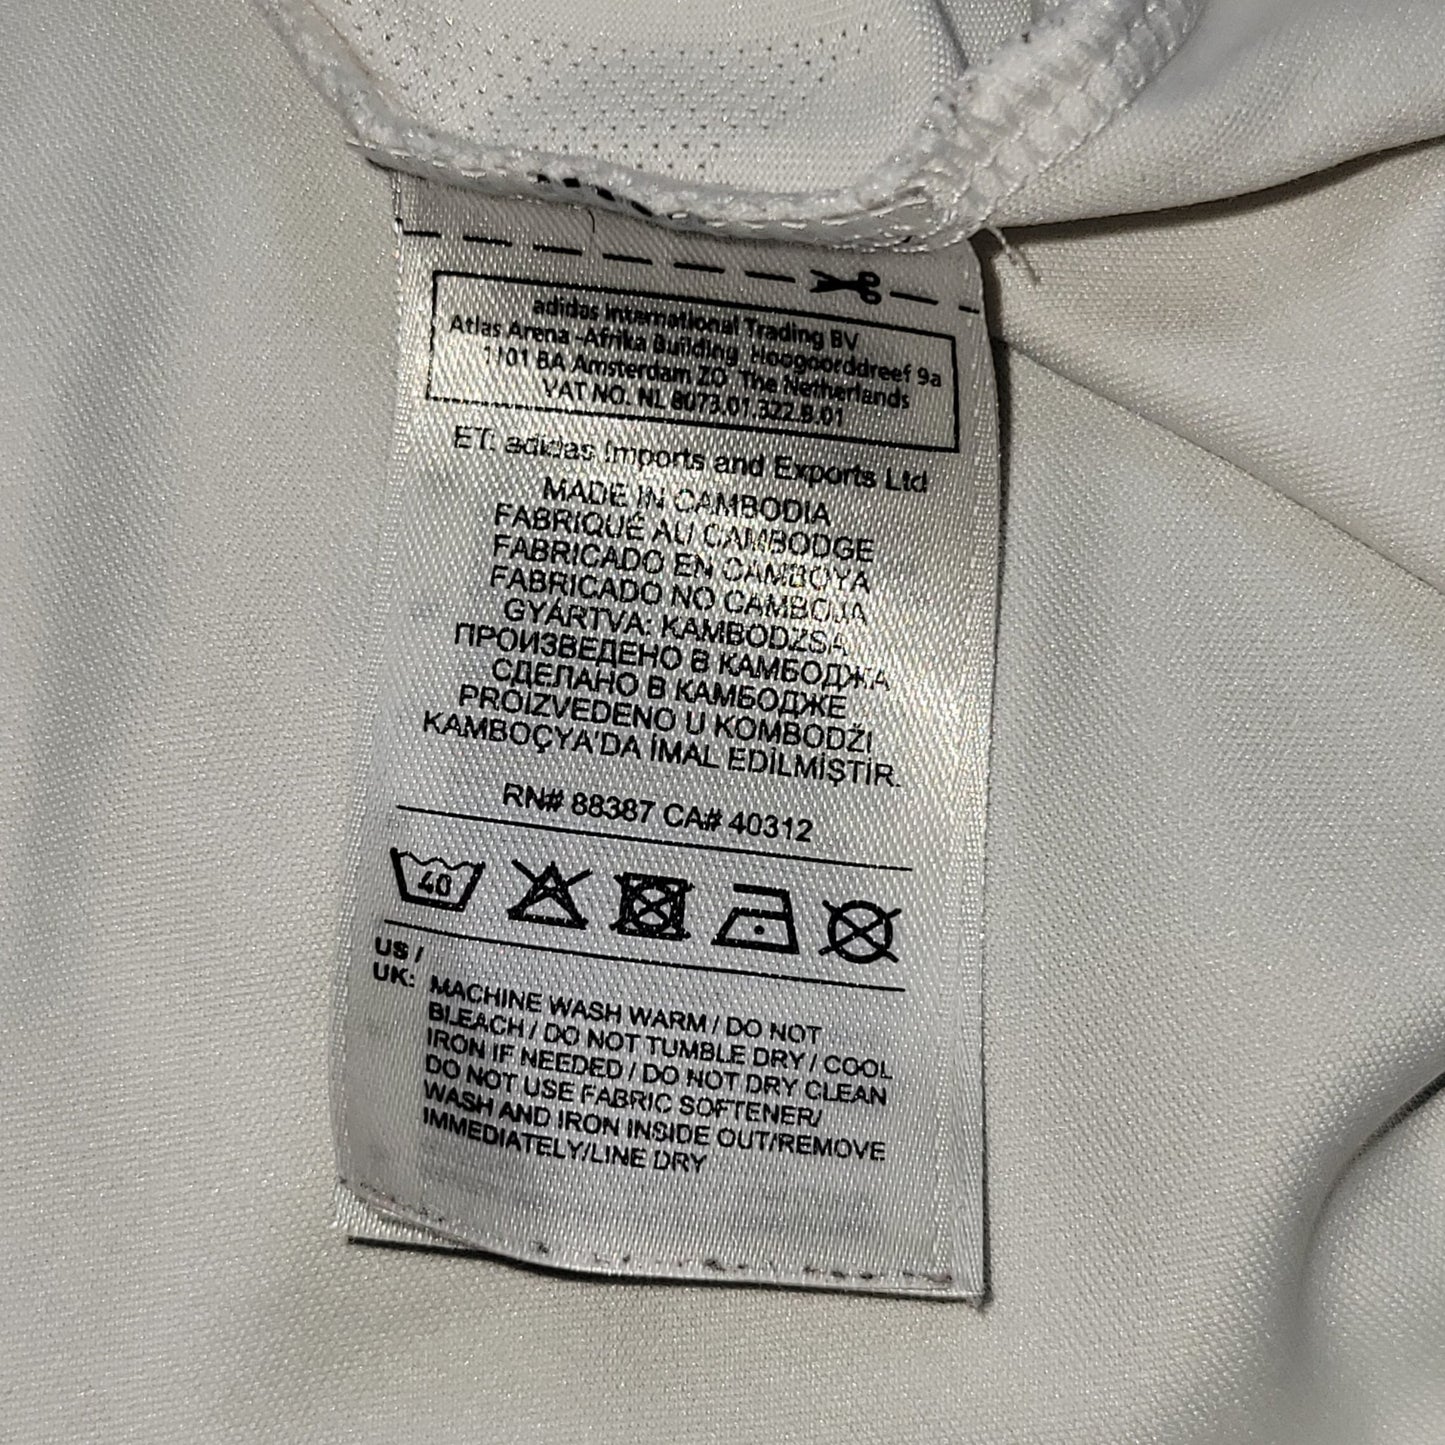 adidas International Trading BV
Atlas Arena -Afrika Building, Hoogoorddreef 9a
1101 BA Amsterdam ZO, The Netherlands
VAT NO. NL 8073.01.322.B.01
ET: adidas Imports and Exports Ltd
MADE IN CAMBODIA
FABRIQUÉ AU CAMBODGE
FABRICADO EN CAMBOYA
FABRICADO NO CAMBOJA
GYÁRTVA: KAMBODZSA
ПРОИЗВЕДЕНО В КАМБОДЖА
СДЕЛАНО В КАМБОДЖЕ
PROIZVEDENO U KOMBODŽI
KAMBOÇYA'DA İMAL EDİLMİŞTİR.
RN# 88387 CA# 40312
40
US /
UK: MACHINE WASH WARM / DO NOT
BLEACH / DO NOT TUMBLE DRY / COOL
IRON IF NEEDED / DO NOT DRY CLEAN
DO NOT USE FABRIC SOFTENER/
WASH AND IRON INSIDE OUT/REMOVE
IMMEDIATELY/LINE DRY